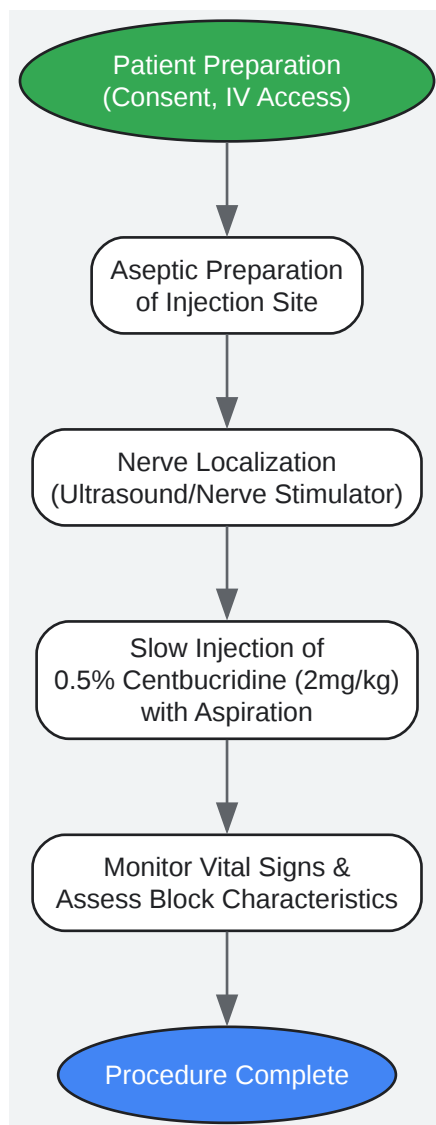 Patient Preparation
(Consent, IV Access)
Aseptic Preparation
of Injection Site
Nerve Localization
(Ultrasound/Nerve Stimulator)
Slow Injection of
0.5% Centbucridine (2mg/kg)
with Aspiration
Monitor Vital Signs &
Assess Block Characteristics
Procedure Complete